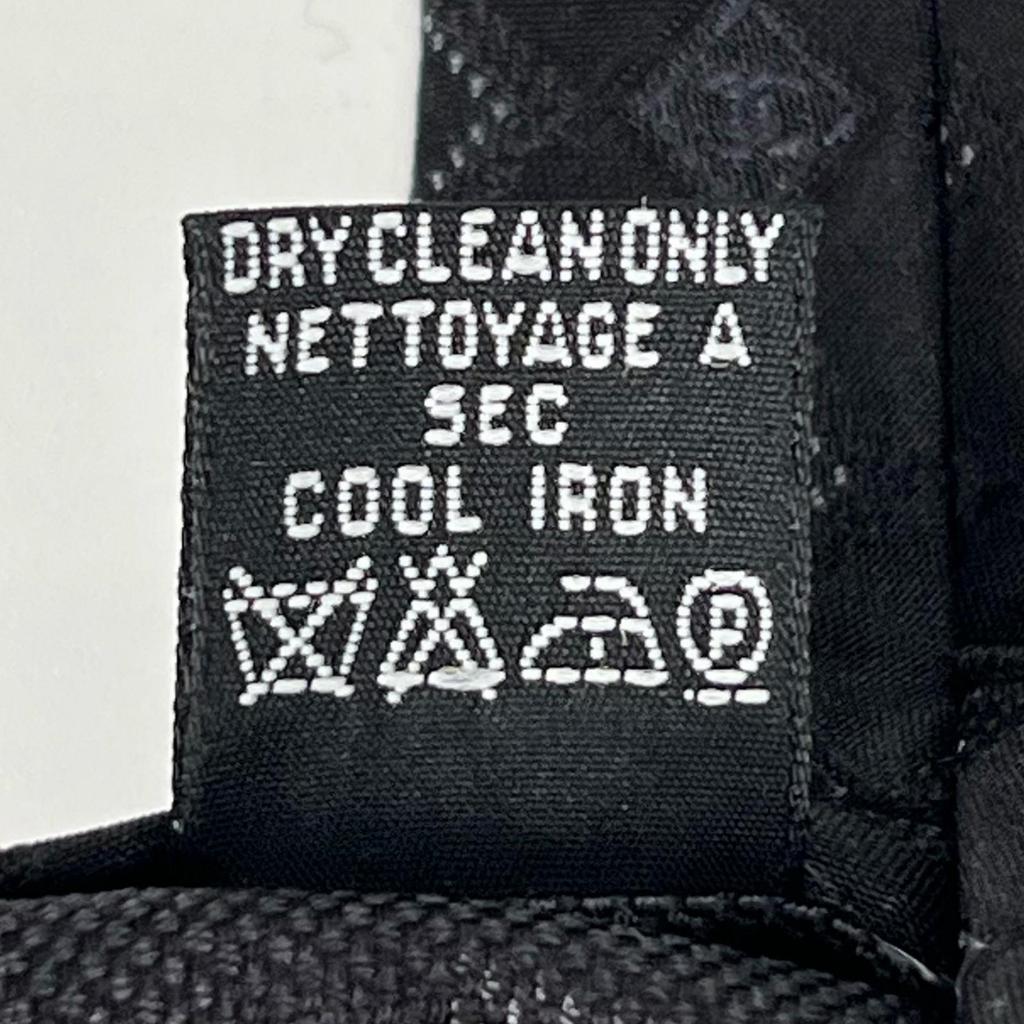 DRY CLEAN ONLY
NETTOYAGE A
SEC
COOL IRON
P